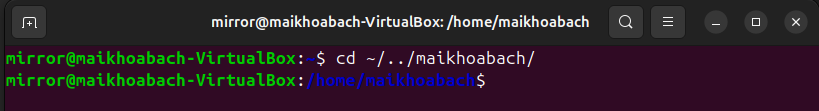 mirror@maikhoabach-VirtualBox: /home/maikhoabach
mirror@maikhoabach-VirtualBox:~$ cd ~/../maikhoabach/
mirror@maikhoabach-VirtualBox:/home/maikhoabach$